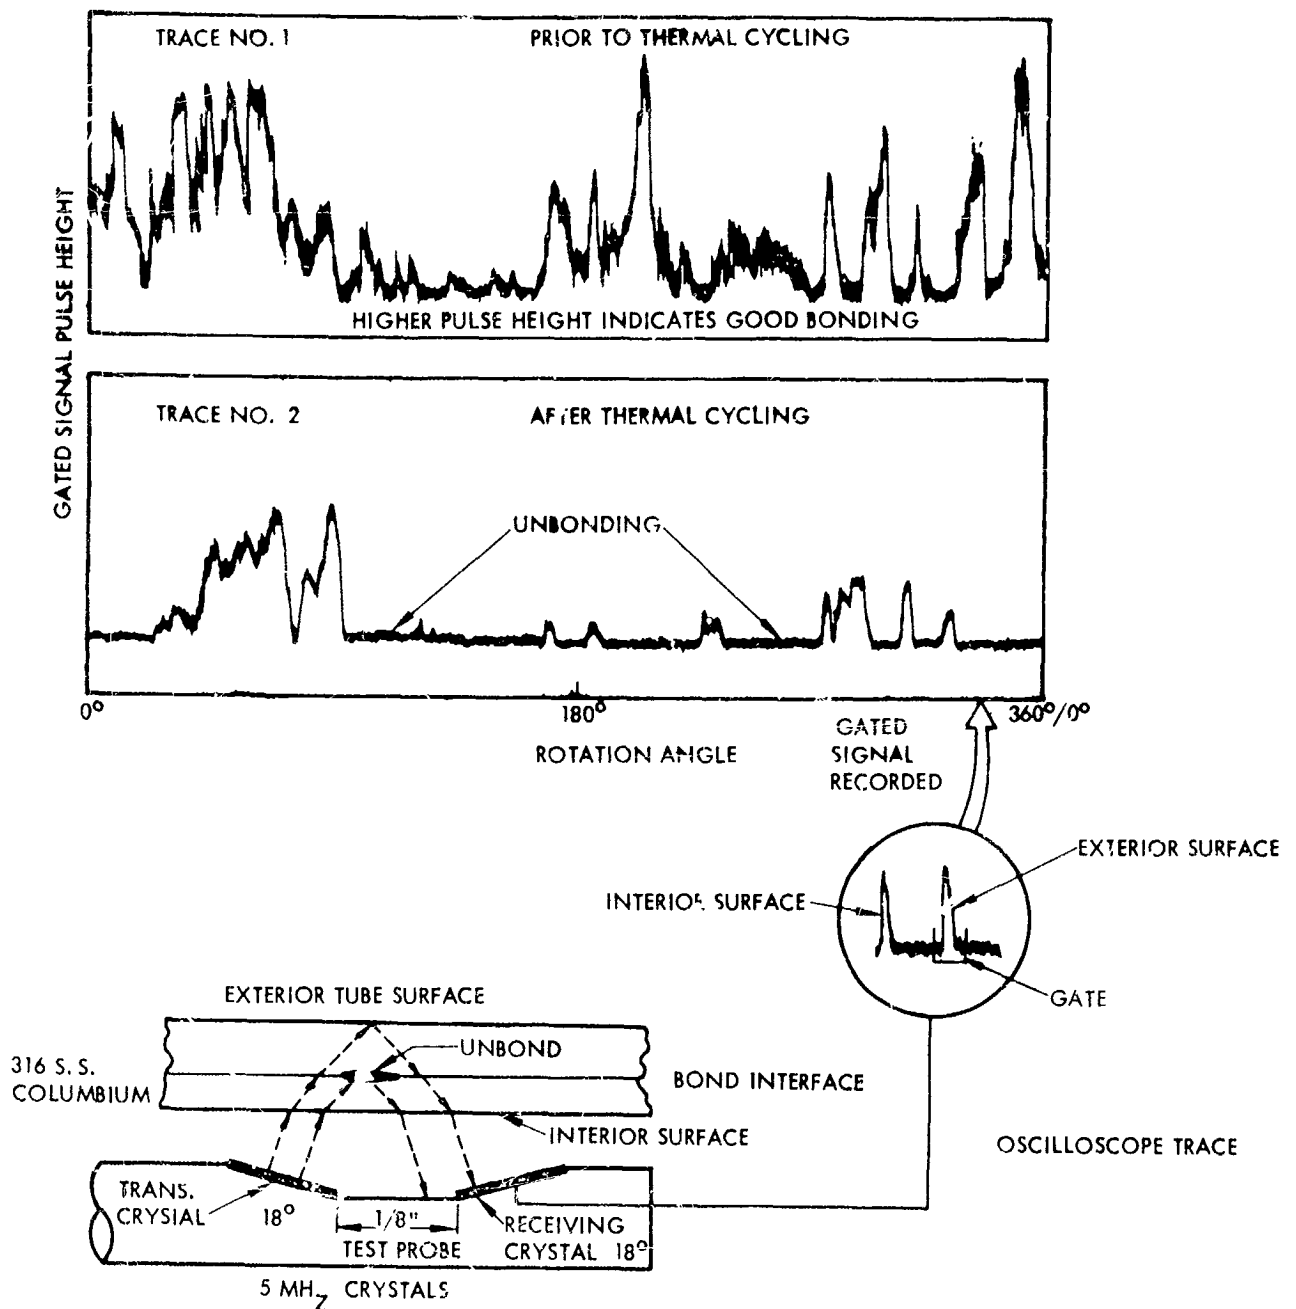 TRACE NO. 1
PRIOR TO THERMAL CYCLING
HIGHER PULSE HEIGHT INDICATES GOOD BONDING
GATED SIGNAL PULSE HEIGHT
TRACE NO. 2
AFTER THERMAL CYCLING
UNBONDING
0°
180°
360°/0°
ROTATION ANGLE
GATED
SIGNAL
RECORDED
EXTERIOR SURFACE
INTERIOR SURFACE
GATE
EXTERIOR TUBE SURFACE
UNBOND
316 S. S.
COLUMBIUM
BOND INTERFACE
INTERIOR SURFACE
OSCILLOSCOPE TRACE
TRANS.
CRYSTAL
18°
1/8"
TEST PROBE
RECEIVING
CRYSTAL 18°
5 MHZ CRYSTALS